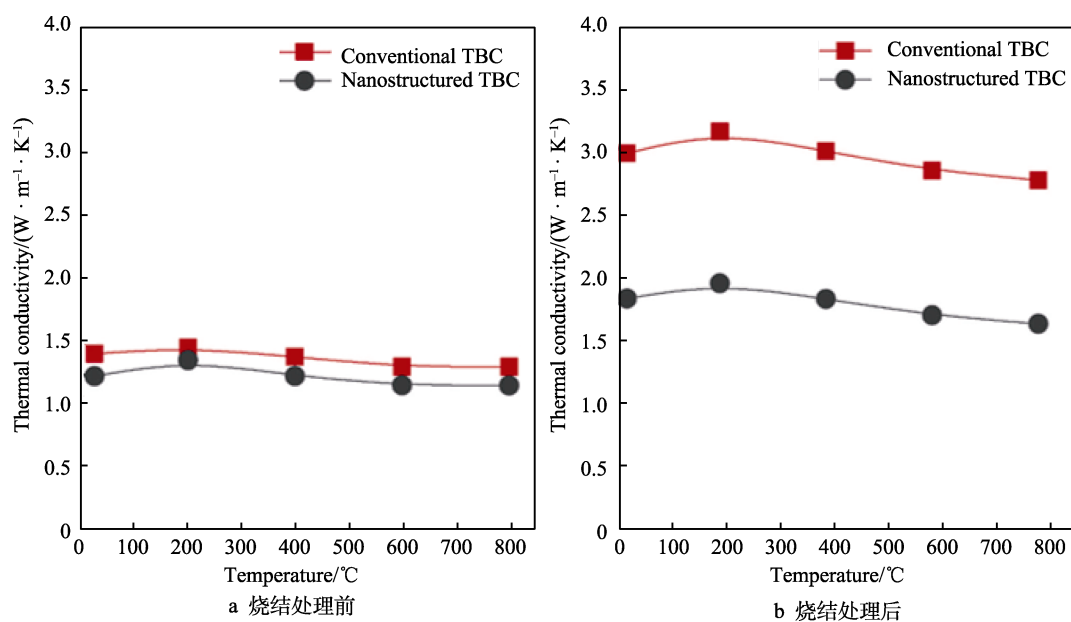 4.0
3.5
3.0
2.5
2.0
1.5
1.0
0.5
0
Thermal conductivity/(W · m⁻¹ · K⁻¹)
Conventional TBC
Nanostructured TBC
0 100 200 300 400 500 600 700 800
Temperature/℃
a 烧结处理前
4.0
3.5
3.0
2.5
2.0
1.5
1.0
0.5
0
Thermal conductivity/(W · m⁻¹ · K⁻¹)
Conventional TBC
Nanostructured TBC
0 100 200 300 400 500 600 700 800
Temperature/℃
b 烧结处理后